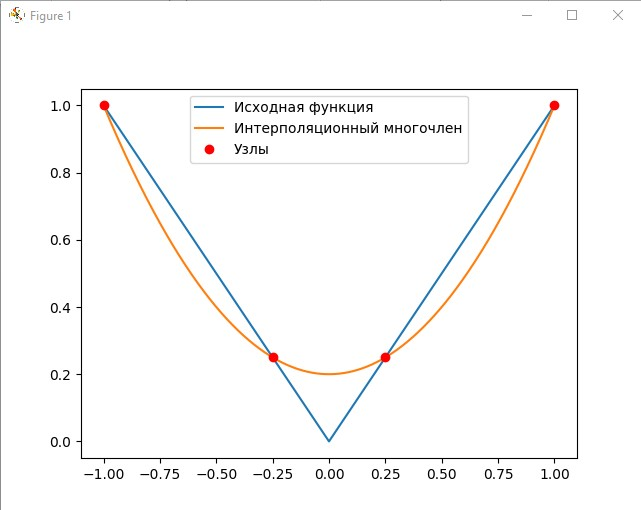 Figure 1
Исходная функция
Интерполяционный многочлен
Узлы
1.0
0.8
0.6
0.4
0.2
0.0
−1.00 −0.75 −0.50 −0.25 0.00 0.25 0.50 0.75 1.00